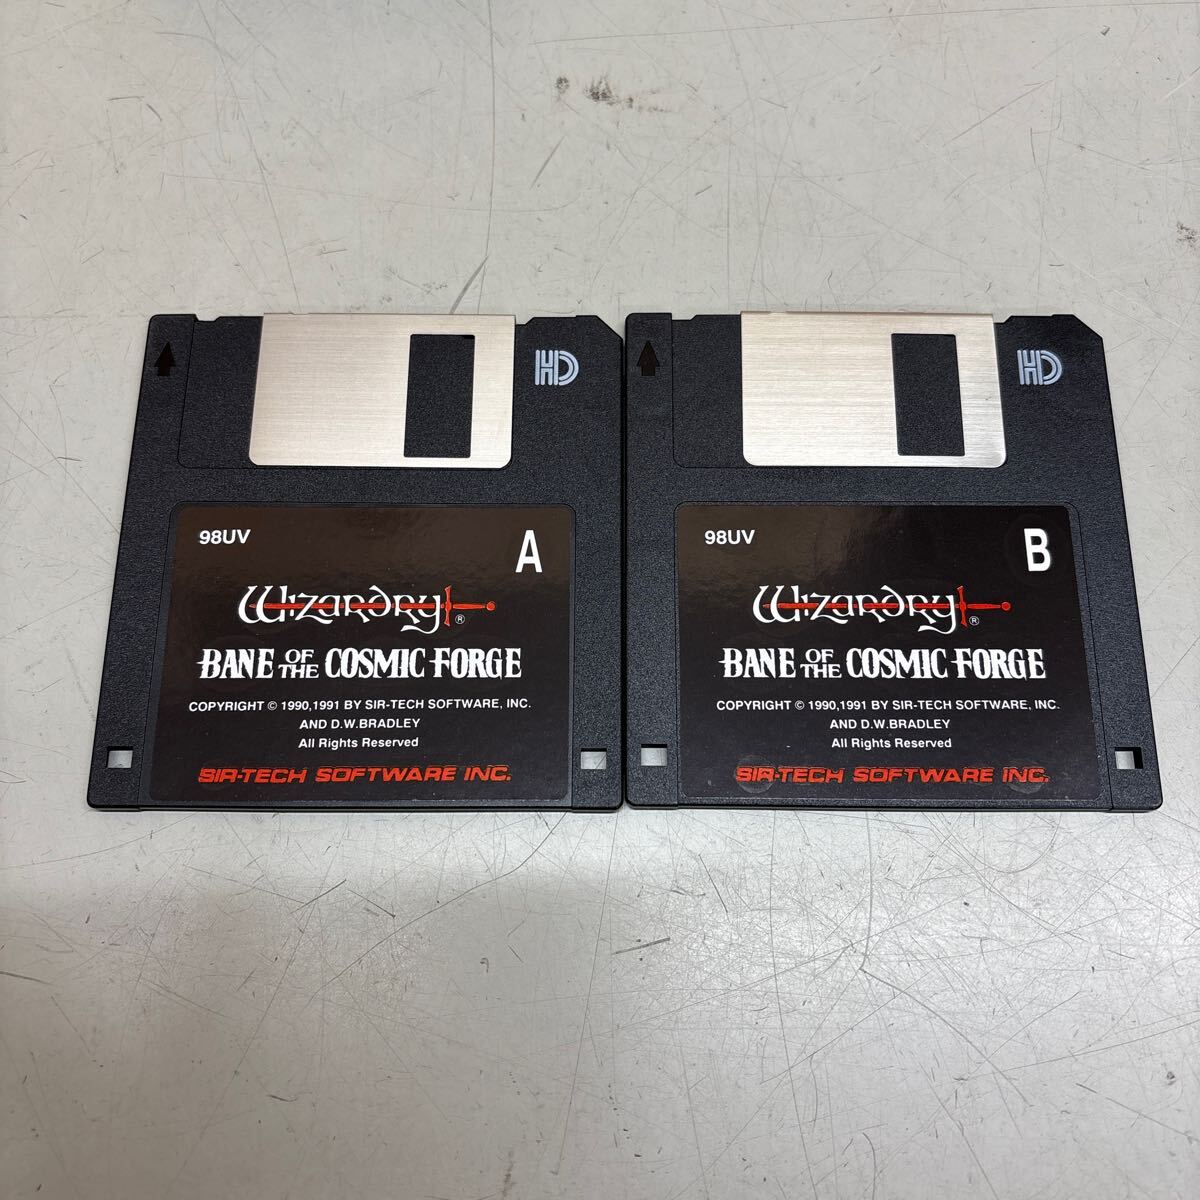 HD
98UV
A
Wizardry®
BANE OF THE COSMIC FORGE
COPYRIGHT © 1990,1991 BY SIR-TECH SOFTWARE, INC.
AND D.W.BRADLEY
All Rights Reserved
SIR-TECH SOFTWARE INC.
HD
98UV
B
Wizardry®
BANE OF THE COSMIC FORGE
COPYRIGHT © 1990,1991 BY SIR-TECH SOFTWARE, INC.
AND D.W.BRADLEY
All Rights Reserved
SIR-TECH SOFTWARE INC.